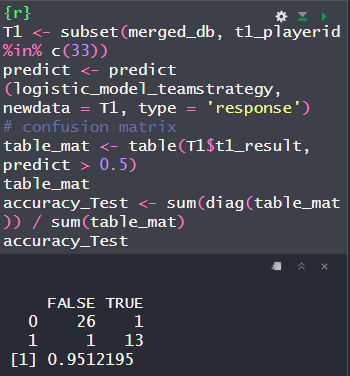 {r}
T1 <- subset(merged_db, t1_playerid
%in% c(33))
predict <- predict
(logistic_model_teamstrategy,
newdata = T1, type = 'response')
# confusion matrix
table_mat <- table(T1$t1_result,
predict > 0.5)
table_mat
accuracy_Test <- sum(diag(table_mat
)) / sum(table_mat)
accuracy_Test
FALSE TRUE
0 26 1
1 1 13
[1] 0.9512195